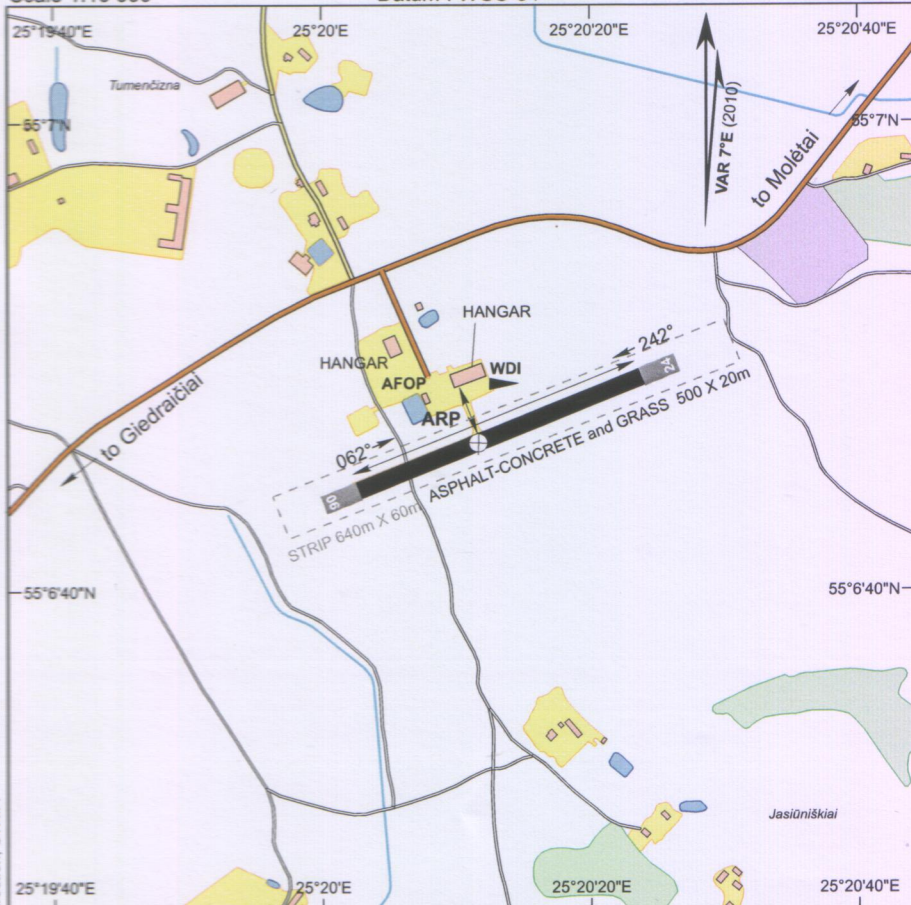 25°19'40"E
25°20'E
25°20'20"E
25°20'40"E
Tumenčizna
55°7'N
VAR 7°E (2010)
55°7'N
to Molėtai
HANGAR
HANGAR
242°
WDI
24
AFOP
to Giedraičiai
ARP
062°
ASPHALT-CONCRETE and GRASS 500 X 20m
06
STRIP 640m X 60m
55°6'40"N
55°6'40"N
Jasiūniškiai
25°19'40"E
25°20'E
25°20'20"E
25°20'40"E